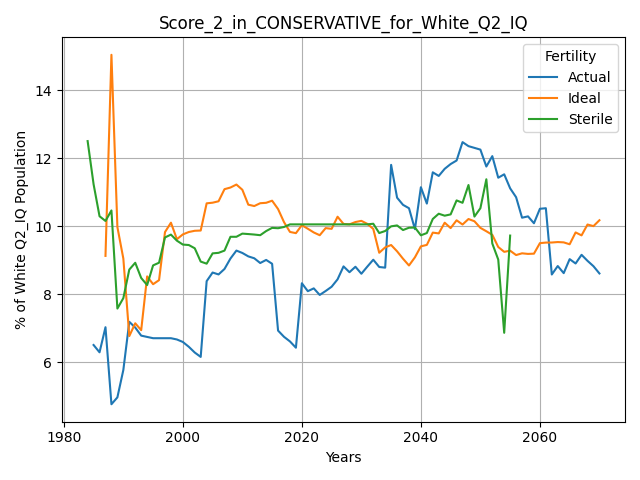 Score_2_in_CONSERVATIVE_for_White_Q2_IQ
Fertility
Actual
Ideal
Sterile
% of White Q2_IQ Population
14
12
10
8
6
1980
2000
2020
2040
2060
Years